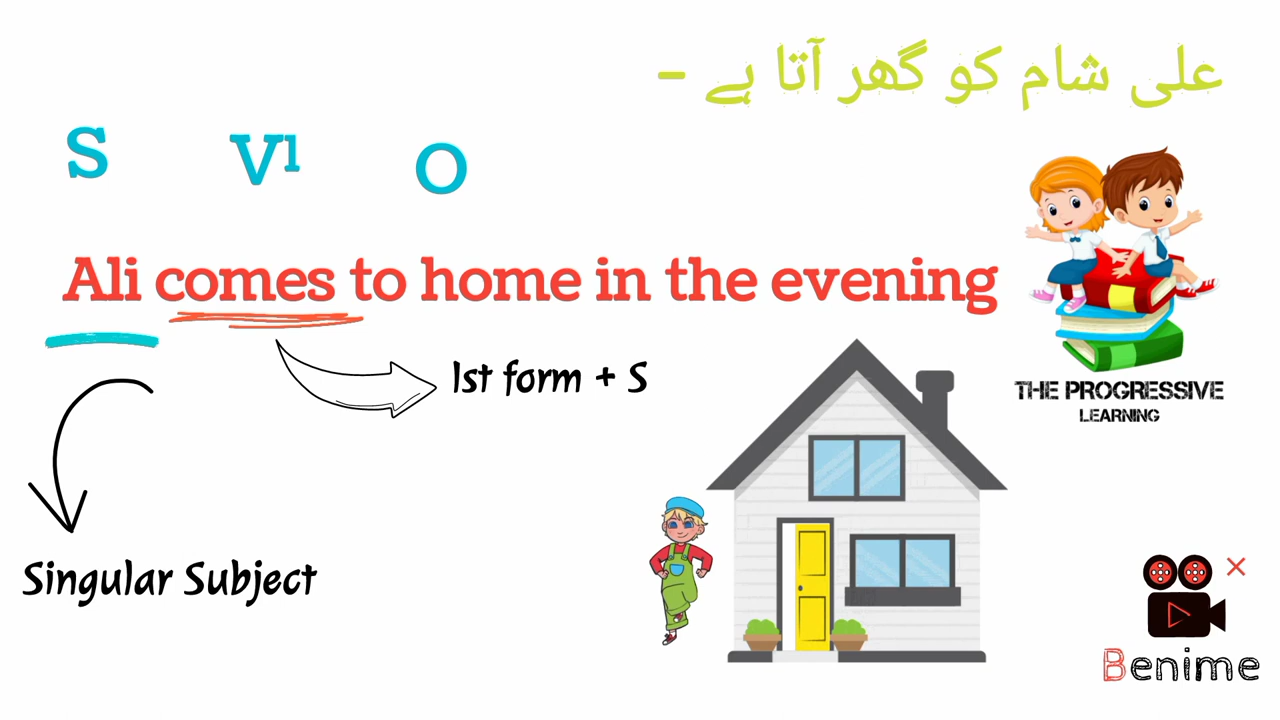 علی شام کو گھر آتا ہے -
S V1 O
Ali comes to home in the evening
1st form + S
THE PROGRESSIVE
LEARNING
Singular Subject
Benime